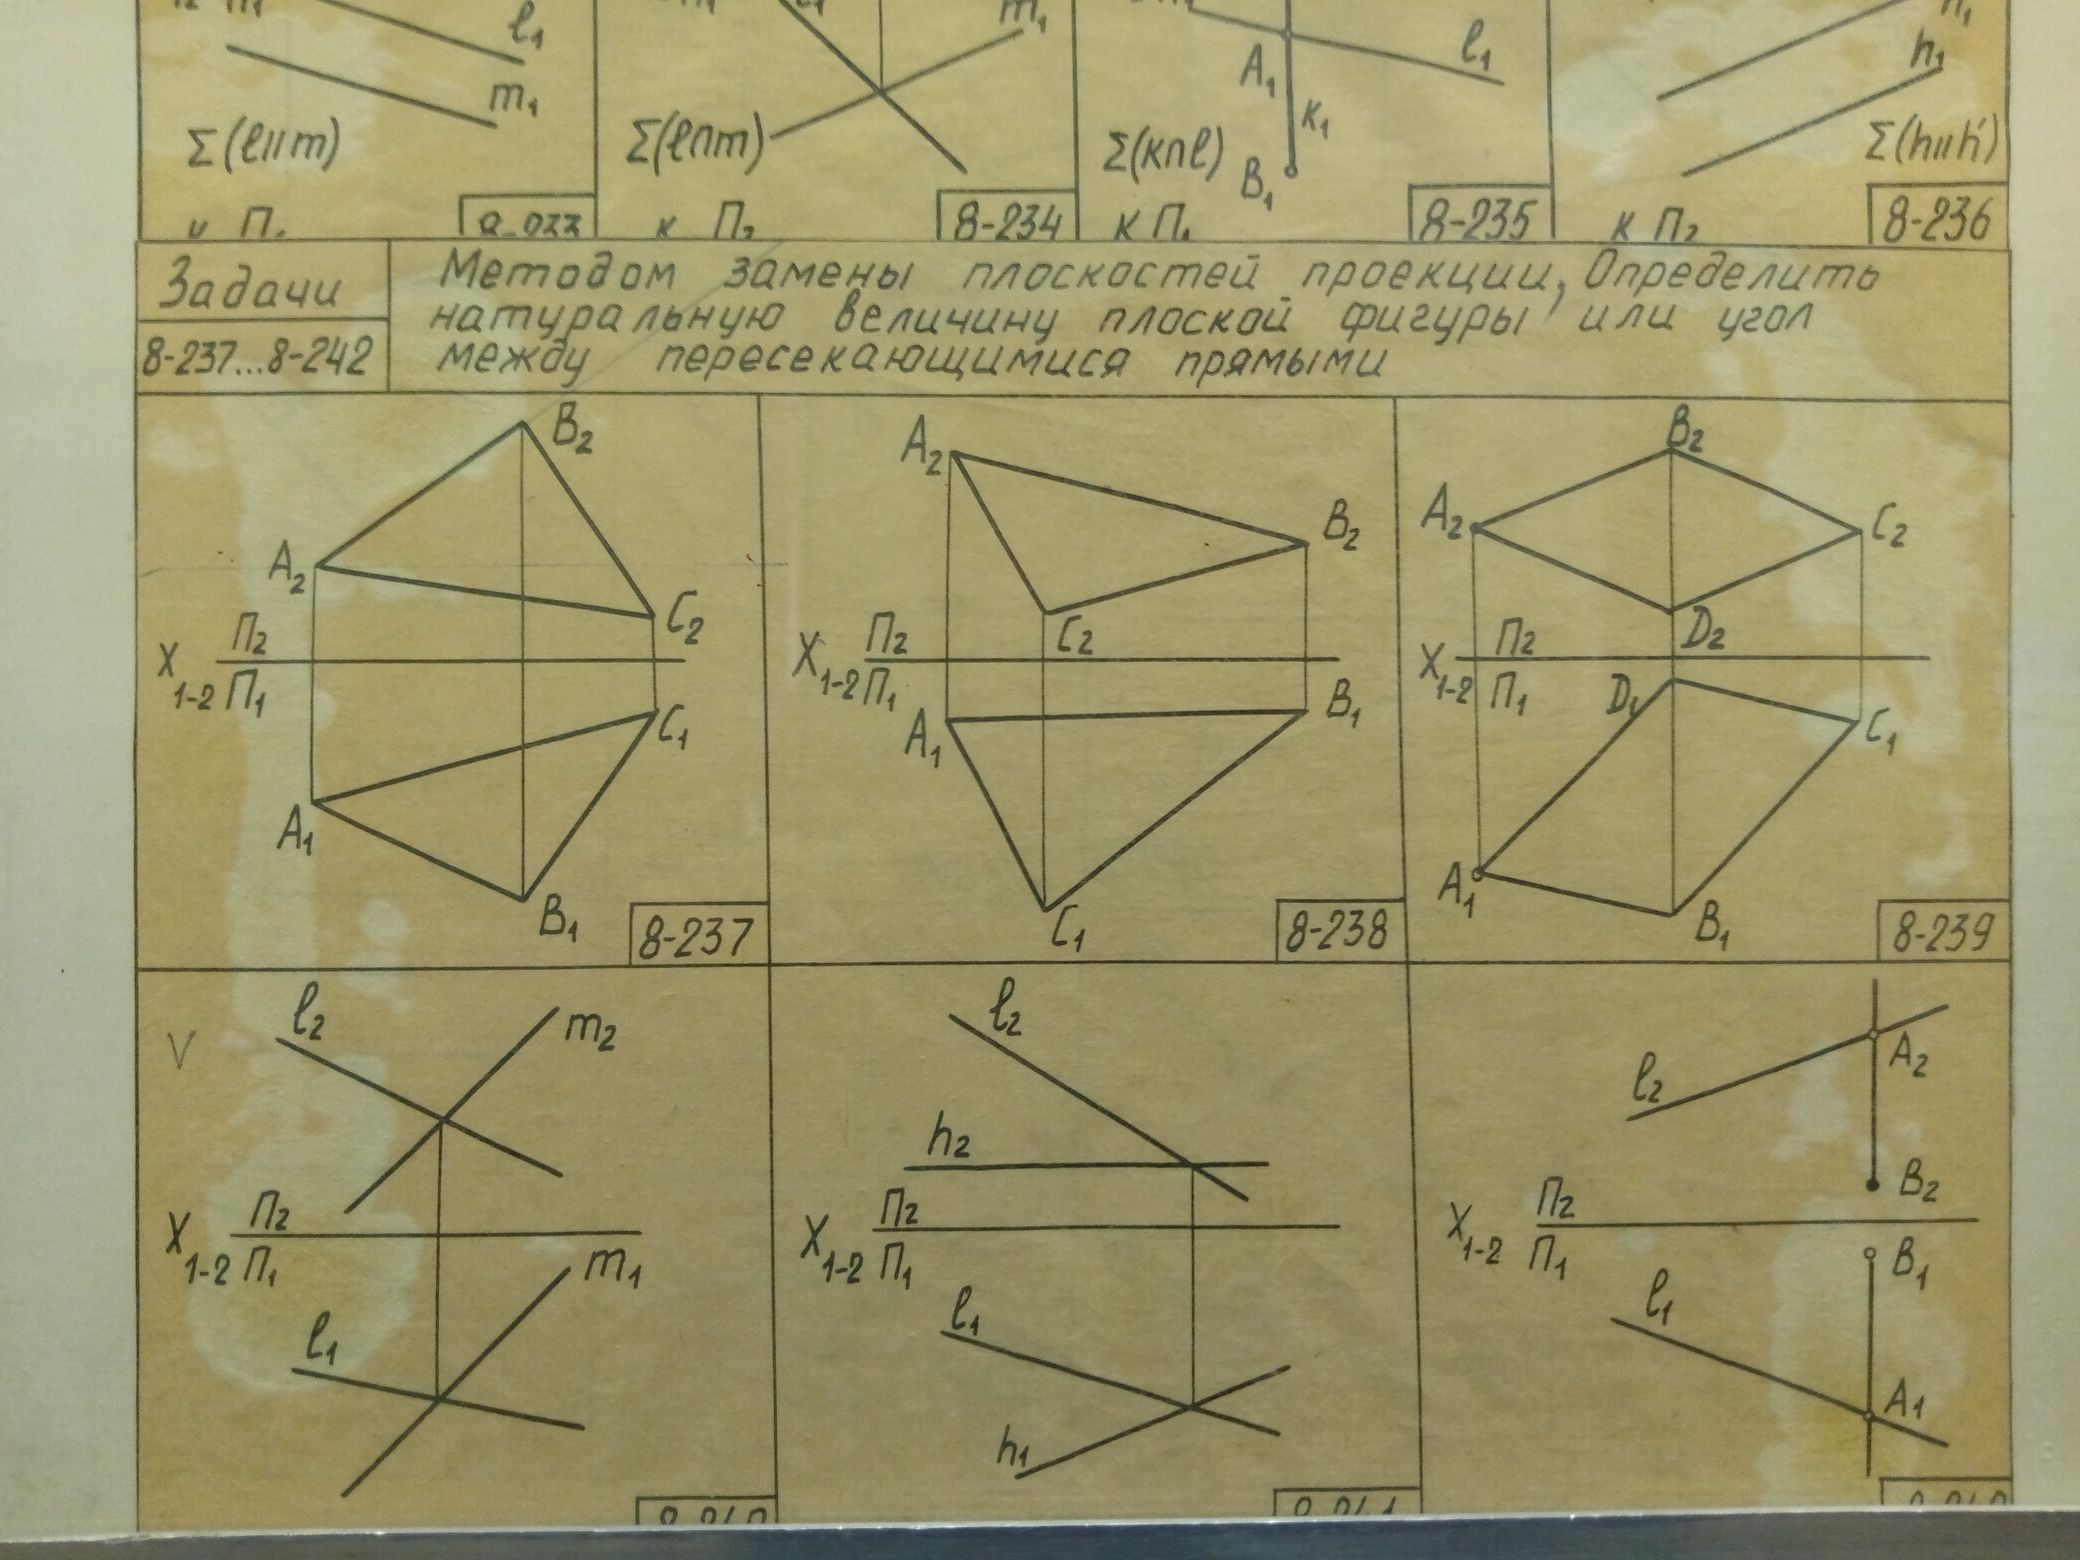 l₁
m₁
Σ(l∥m)
m₁
Σ(l∩m)
к П₂
8-234
l₁
A₁
к₁
Σ(к∩l)
B₁
к П₁
8-235
h₁
Σ(h∥h')
к П₂
8-236
Задачи
8-237...8-242
Методом замены плоскостей проекции, Определить
натуральную величину плоской фигуры или угол
между пересекающимися прямыми
B₂
A₂
C₂
X₁₋₂ П₂/П₁
C₁
A₁
B₁
8-237
A₂
B₂
C₂
X₁₋₂ П₂/П₁
B₁
A₁
C₁
8-238
B₂
A₂
C₂
D₂
X₁₋₂ П₂/П₁
D₁
C₁
A₁
B₁
8-239
V
l₂
m₂
X₁₋₂ П₂/П₁
m₁
l₁
l₂
h₂
X₁₋₂ П₂/П₁
l₁
h₁
A₂
l₂
B₂
X₁₋₂ П₂/П₁
B₁
l₁
A₁